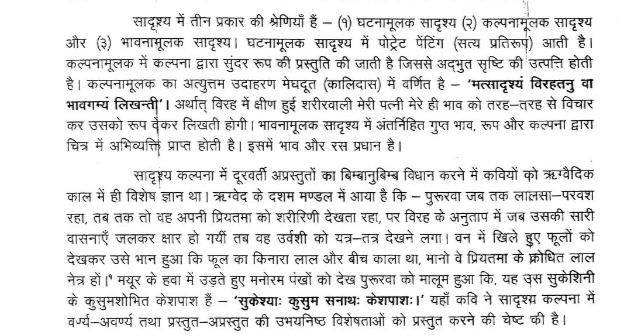 सादृश्य में तीन प्रकार की श्रेणियाँ हैं – (१) घटनामूलक सादृश्य (२) कल्पनामूलक सादृश्य
और (३) भावनामूलक सादृश्य। घटनामूलक सादृश्य में पोट्रेट पेंटिंग (सत्य प्रतिरूप) आती है।
कल्पनामूलक में कल्पना द्वारा सुंदर रूप की प्रस्तुति की जाती है जिससे अद्भुत सृष्टि की उत्पत्ति होती
है। कल्पनामूलक का अत्युत्तम उदाहरण मेघदूत (कालिदास) में वर्णित है – 'मत्सादृश्यं विरहतनु वा
भावगम्यं लिखन्ती'। अर्थात् विरह में क्षीण हुई शरीरवाली मेरी पत्नी मेरे ही भाव को तरह–तरह से विचार
कर उसको रूप देकर लिखती होगी। भावनामूलक सादृश्य में अंतर्निहित गुप्त भाव, रूप और कल्पना द्वारा
चित्र में अभिव्यक्ति प्राप्त होती है। इसमें भाव और रस प्रधान है।
सादृश्य कल्पना में दूरवर्ती अप्रस्तुतों का बिम्बानुबिम्ब विधान करने में कवियों को ऋग्वैदिक
काल में ही विशेष ज्ञान था। ऋग्वेद के दशम मण्डल में आया है कि – पुरूरवा जब तक लालसा–परवश
रहा, तब तक तो वह अपनी प्रियतमा को शरीरिणी देखता रहा, पर विरह के अनुताप में जब उसकी सारी
वासनाएँ जलकर क्षार हो गयीं तब वह उर्वशी को यत्र–तत्र देखने लगा। वन में खिले हुए फूलों को
देखकर उसे भान हुआ कि फूल का किनारा लाल और बीच काला था, मानो वे प्रियतमा के क्रोधित लाल
नेत्र हों।¹ मयूर के हवा में उड़ते हुए मनोरम पंखों को देख पुरूरवा को मालूम हुआ कि, यह उस सुकेशिनी
के कुसुमशोभित केशपाश हैं – 'सुकेश्याः कुसुम सनाथः केशपाशः।' यहाँ कवि ने सादृश्य कल्पना में
वर्ण्य–अवर्ण्य तथा प्रस्तुत–अप्रस्तुत की उभयनिष्ठ विशेषताओं को प्रस्तुत करने की चेष्ट की है।